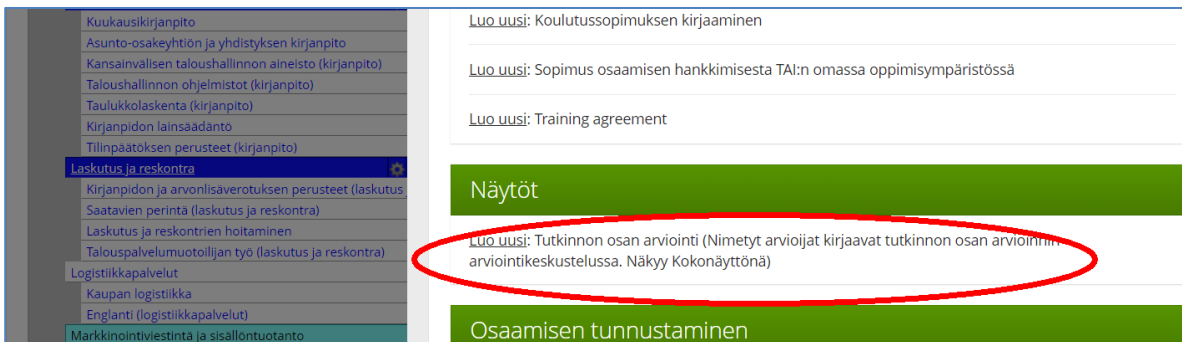 Kuukausikirjanpito
Asunto-osakeyhtiön ja yhdistyksen kirjanpito
Kansainvälisen taloushallinnon aineisto (kirjanpito)
Taloushallinnon ohjelmistot (kirjanpito)
Taulukkolaskenta (kirjanpito)
Kirjanpidon lainsäädäntö
Tilinpäätöksen perusteet (kirjanpito)
Laskutus ja reskontra
Kirjanpidon ja arvonlisäverotuksen perusteet (laskutus
Saatavien perintä (laskutus ja reskontra)
Laskutus ja reskontrien hoitaminen
Talouspalvelumuotoilijan työ (laskutus ja reskontra)
Logistiikkapalvelut
Kaupan logistiikka
Englanti (logistiikkapalvelut)
Markkinointiviestintä ja sisällöntuotanto
Luo uusi: Koulutussopimuksen kirjaaminen
Luo uusi: Sopimus osaamisen hankkimisesta TAI:n omassa oppimisympäristössä
Luo uusi: Training agreement
Näytöt
Luo uusi: Tutkinnon osan arviointi (Nimetyt arvioijat kirjaavat tutkinnon osan arvioinnin
arviointikeskustelussa. Näkyy Kokonäyttönä)
Osaamisen tunnustaminen